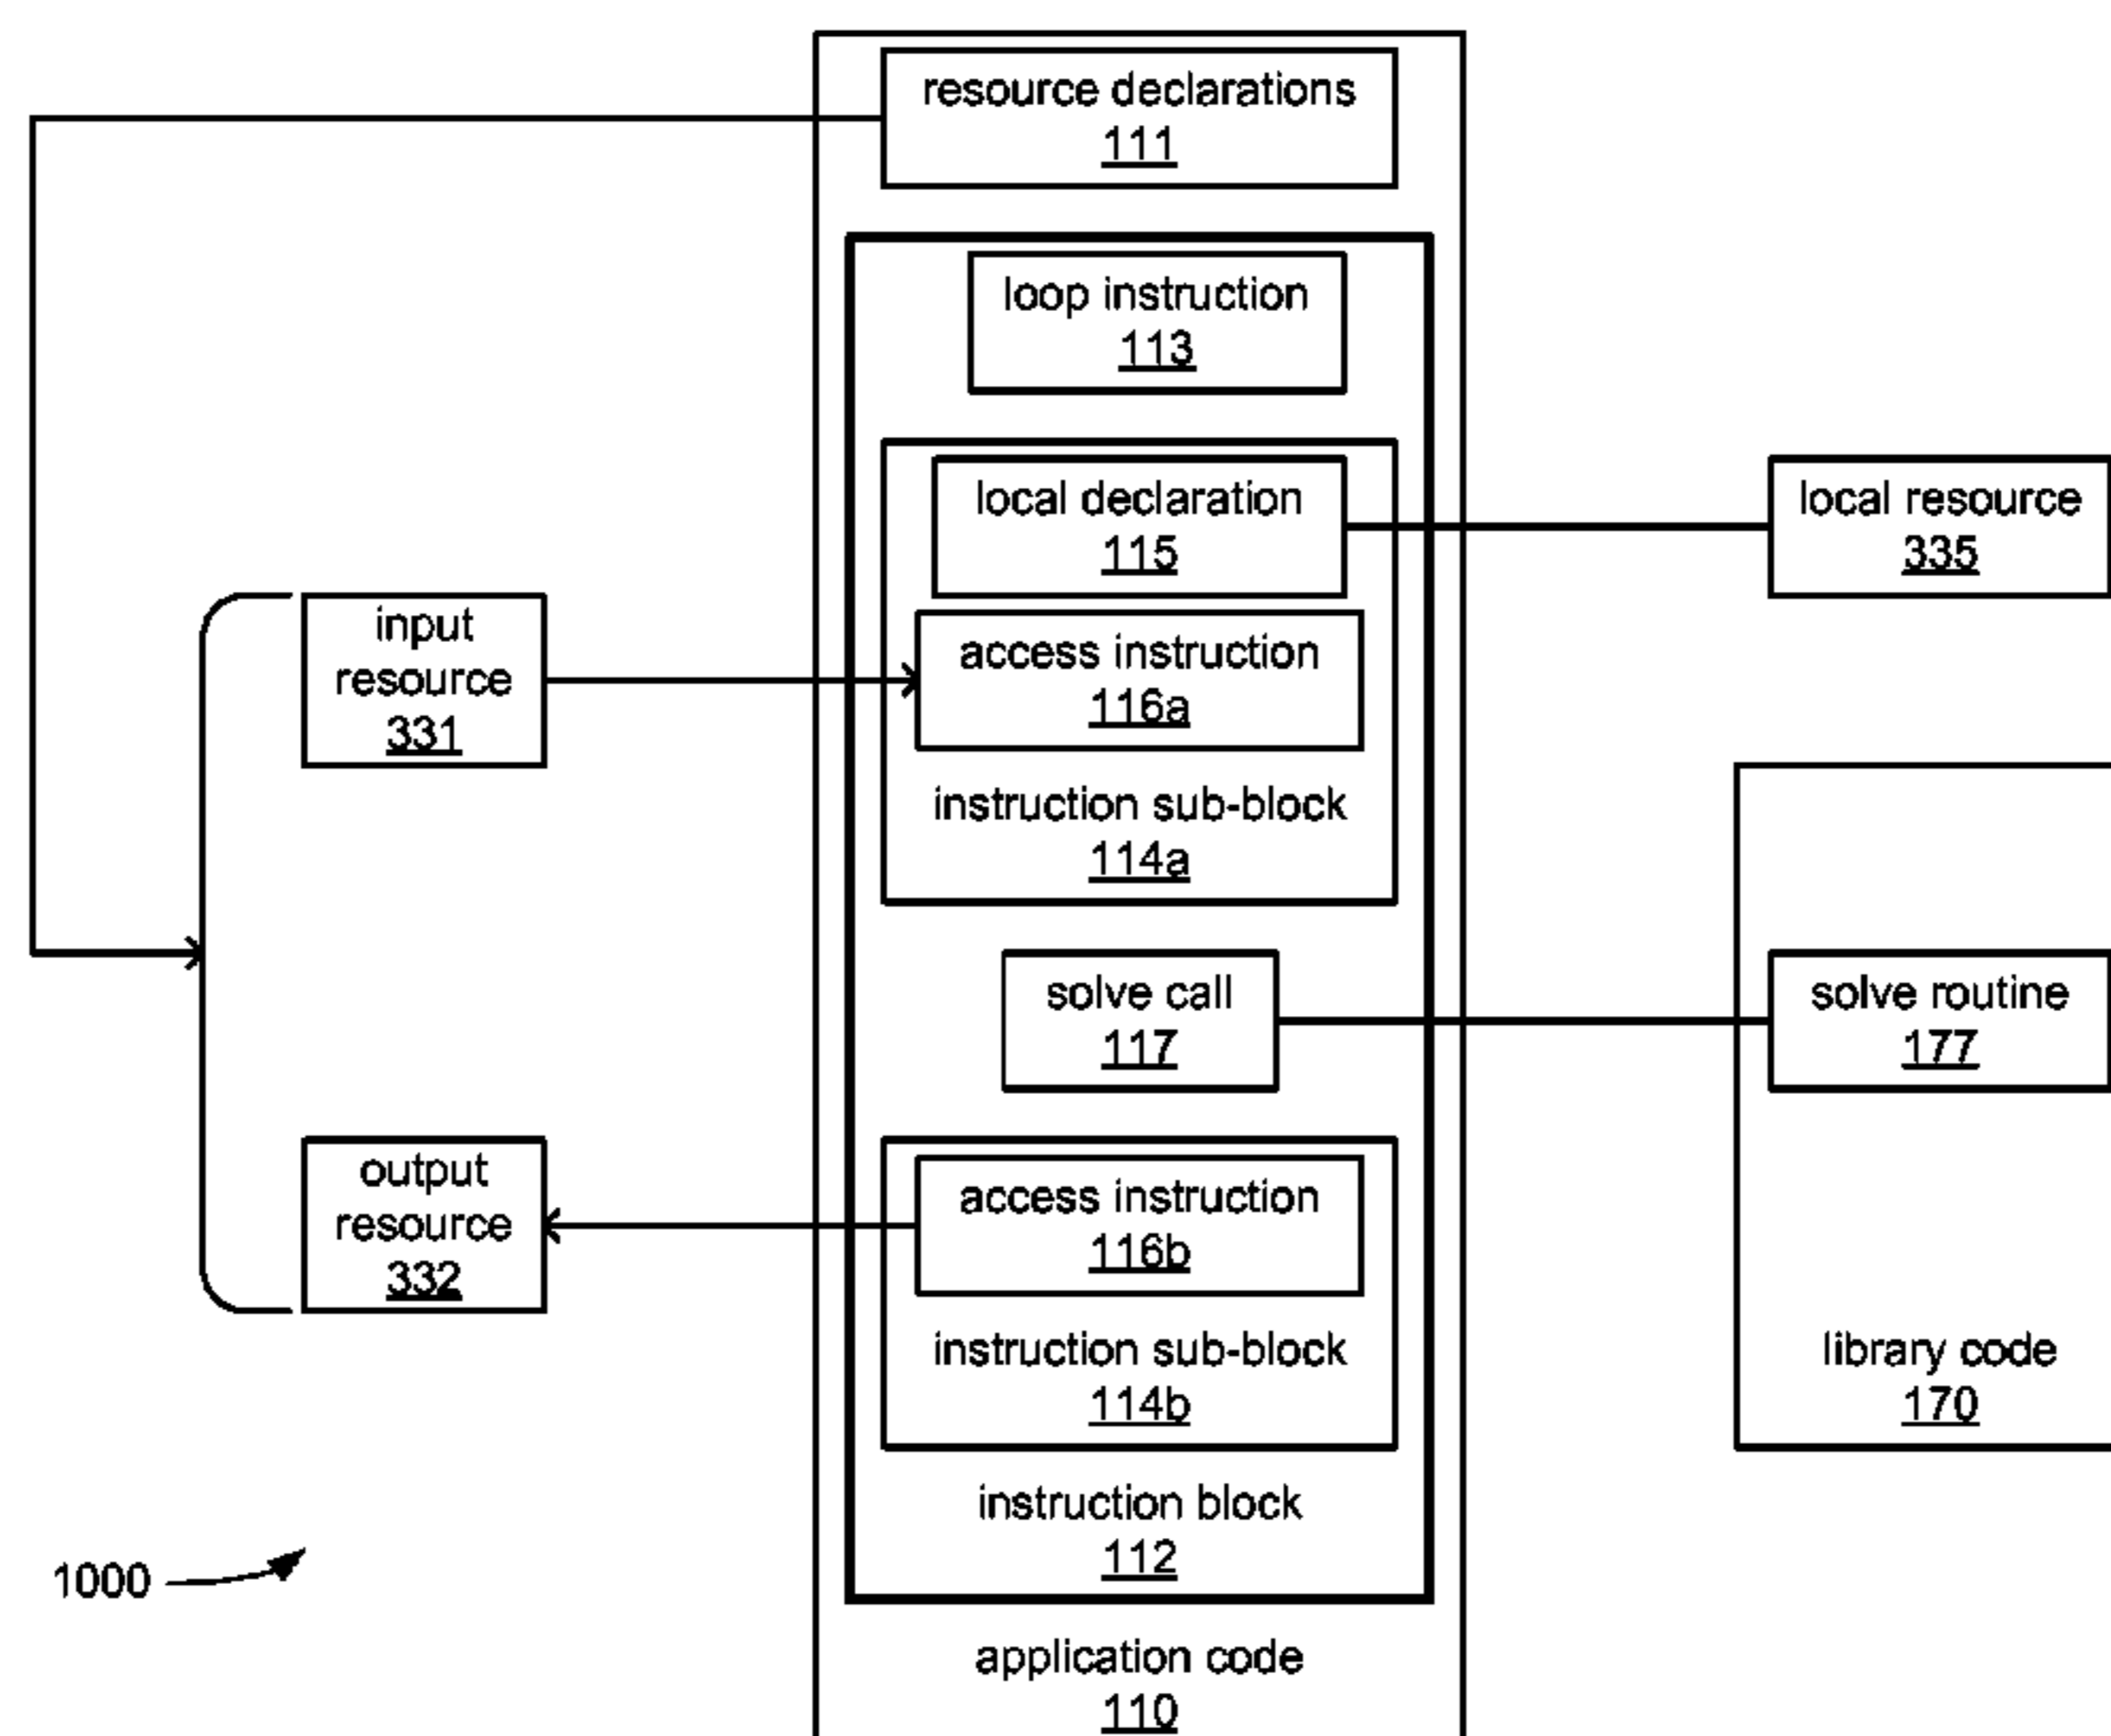 resource declarations
111
loop instruction
113
local declaration
115
local resource
335
input
resource
331
access instruction
116a
instruction sub-block
114a
solve call
117
solve routine
177
output
resource
332
access instruction
116b
instruction sub-block
114b
library code
170
instruction block
112
1000
application code
110